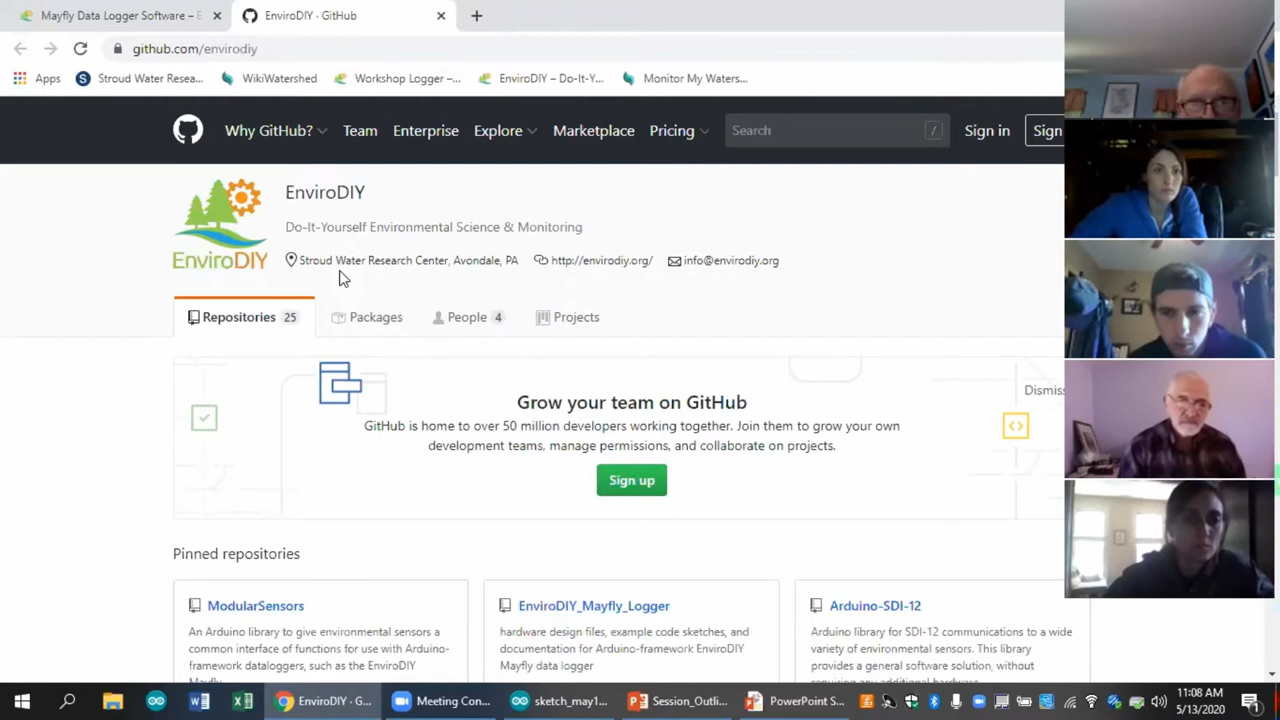 Mayfly Data Logger Software – E
EnviroDIY · GitHub
github.com/envirodiy
Apps
Stroud Water Resea...
WikiWatershed
Workshop Logger –...
EnviroDIY – Do-It-Y...
Monitor My Waters...
Why GitHub?
Team
Enterprise
Explore
Marketplace
Pricing
Search
/
Sign in
Sign
EnviroDIY
EnviroDIY
Do-It-Yourself Environmental Science & Monitoring
Stroud Water Research Center, Avondale, PA
http://envirodiy.org/
info@envirodiy.org
Repositories 25
Packages
People 4
Projects
Grow your team on GitHub
Dismis
GitHub is home to over 50 million developers working together. Join them to grow your own
development teams, manage permissions, and collaborate on projects.
Sign up
Pinned repositories
ModularSensors
An Arduino library to give environmental sensors a
common interface of functions for use with Arduino-
framework dataloggers, such as the EnviroDIY
Mayfly.
EnviroDIY_Mayfly_Logger
hardware design files, example code sketches, and
documentation for Arduino-framework EnviroDIY
Mayfly data logger
Arduino-SDI-12
Arduino library for SDI-12 communications to a wide
variety of environmental sensors. This library
provides a general software solution, without
requiring any additional hardware.
EnviroDIY · G...
Meeting Con...
sketch_may1...
Session_Outli...
PowerPoint S...
11:08 AM
5/13/2020
1